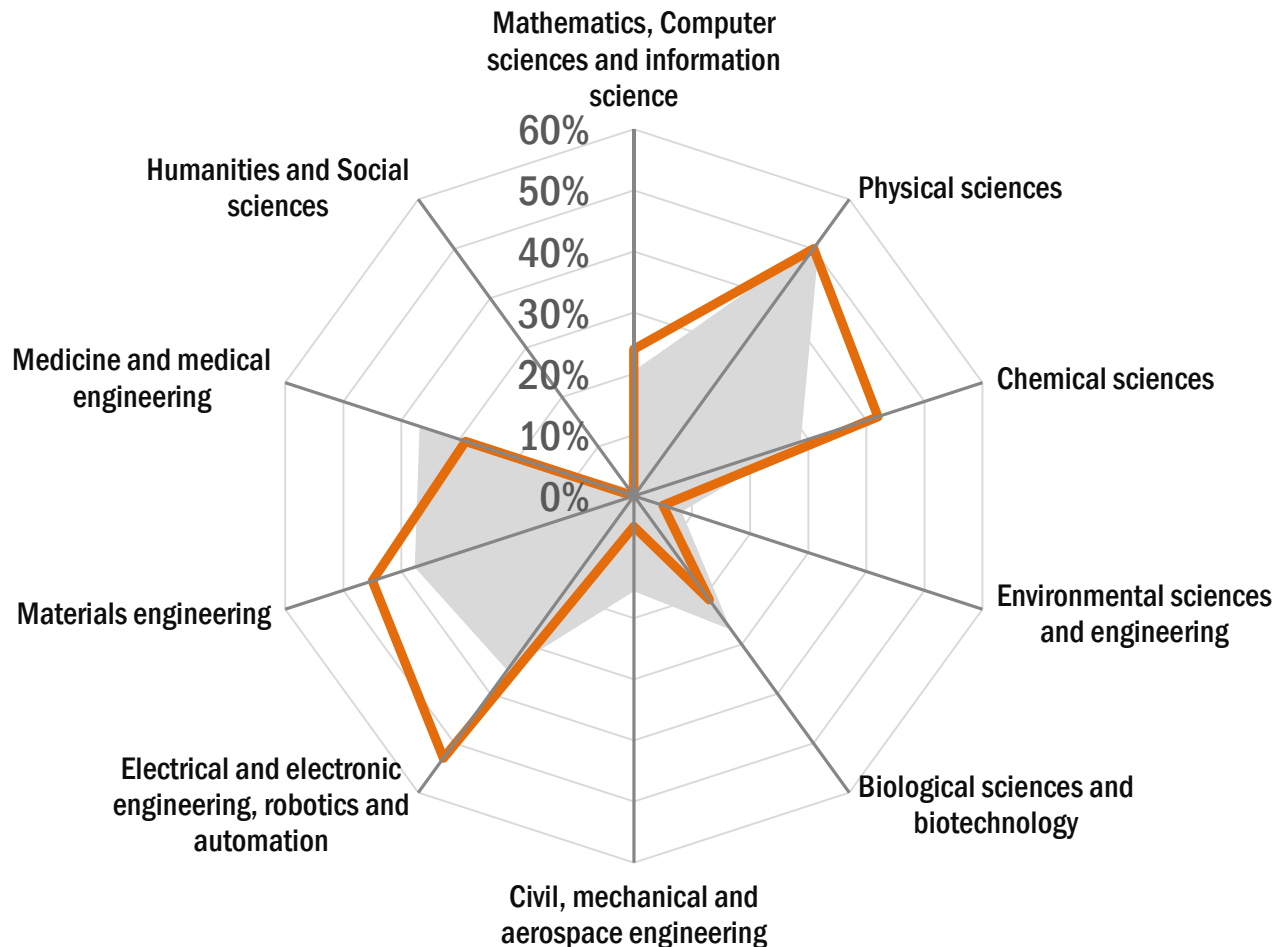 Mathematics, Computer
sciences and information
science
60%
50%
40%
30%
20%
10%
0%
Physical sciences
Chemical sciences
Environmental sciences
and engineering
Biological sciences and
biotechnology
Civil, mechanical and
aerospace engineering
Electrical and electronic
engineering, robotics and
automation
Materials engineering
Medicine and medical
engineering
Humanities and Social
sciences